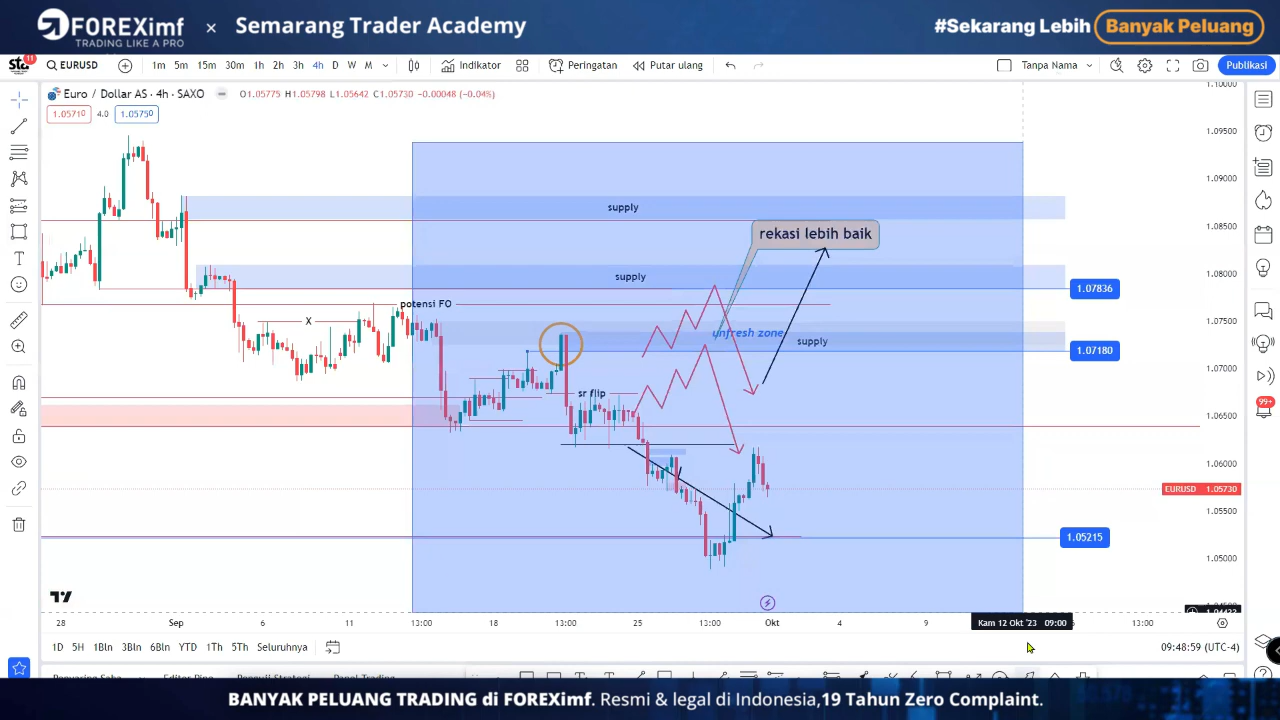 FOREXimf × Semarang Trader Academy #Sekarang Lebih Banyak Peluang
TRADING LIKE A PRO
11 EURUSD 1m 5m 15m 30m 1h 2h 3h 4h D W M Indikator Peringatan Putar ulang Tanpa Nama Publikasi
Euro / Dollar AS · 4h · SAXO O1.05775 H1.05798 L1.05642 C1.05730 −0.00048 (−0.04%)
1.05710 4.0 1.05750
1.10000
1.09500
1.09000
supply
1.08500
rekasi lebih baik
supply
1.08000
1.07836
potensi FO
X
1.07500
unfresh zone
supply
1.07180
1.07000
sr flip
1.06500
1.06000
EURUSD 1.05730
1.05500
1.05215
1.05000
28 Sep 6 11 13:00 18 13:00 25 13:00 Okt 4 9 Kam 12 Okt '23 09:00 13:00
1D 5H 1Bln 3Bln 6Bln YTD 1Th 5Th Seluruhnya 09:48:59 (UTC-4)
99+
BANYAK PELUANG TRADING di FOREXimf. Resmi & legal di Indonesia,19 Tahun Zero Complaint.